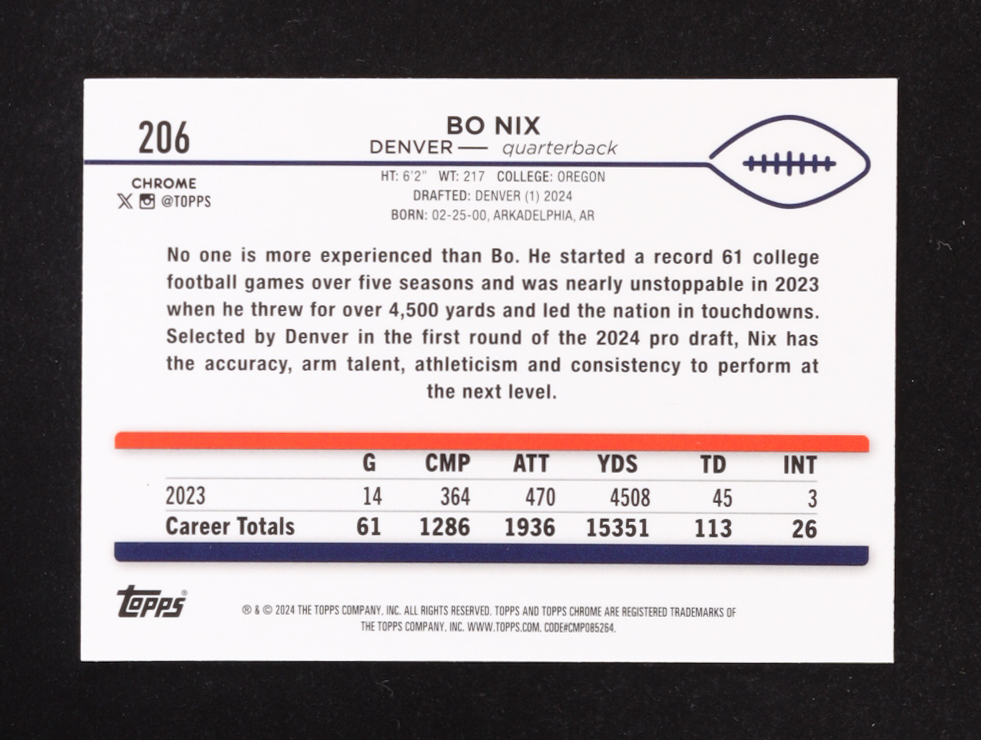 206
BO NIX
DENVER — quarterback
CHROME
@TOPPS
HT: 6'2" WT: 217 COLLEGE: OREGON
DRAFTED: DENVER (1) 2024
BORN: 02-25-00, ARKADELPHIA, AR
No one is more experienced than Bo. He started a record 61 college
football games over five seasons and was nearly unstoppable in 2023
when he threw for over 4,500 yards and led the nation in touchdowns.
Selected by Denver in the first round of the 2024 pro draft, Nix has
the accuracy, arm talent, athleticism and consistency to perform at
the next level.
G CMP ATT YDS TD INT
2023 14 364 470 4508 45 3
Career Totals 61 1286 1936 15351 113 26
Topps®
® & © 2024 THE TOPPS COMPANY, INC. ALL RIGHTS RESERVED. TOPPS AND TOPPS CHROME ARE REGISTERED TRADEMARKS OF
THE TOPPS COMPANY, INC. WWW.TOPPS.COM. CODE#CMP085264.